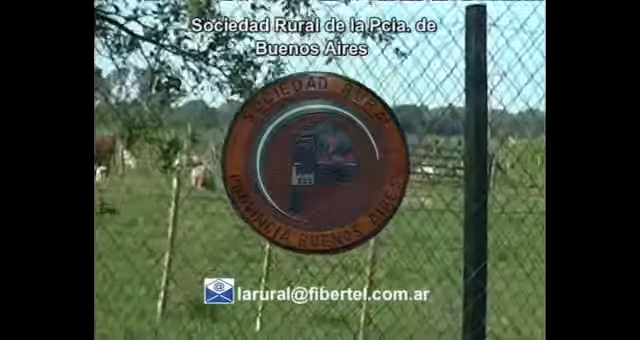 Sociedad Rural de la Pcia. de
Buenos Aires
SOCIEDAD RURAL
PROVINCIA BUENOS AIRES
larural@fibertel.com.ar